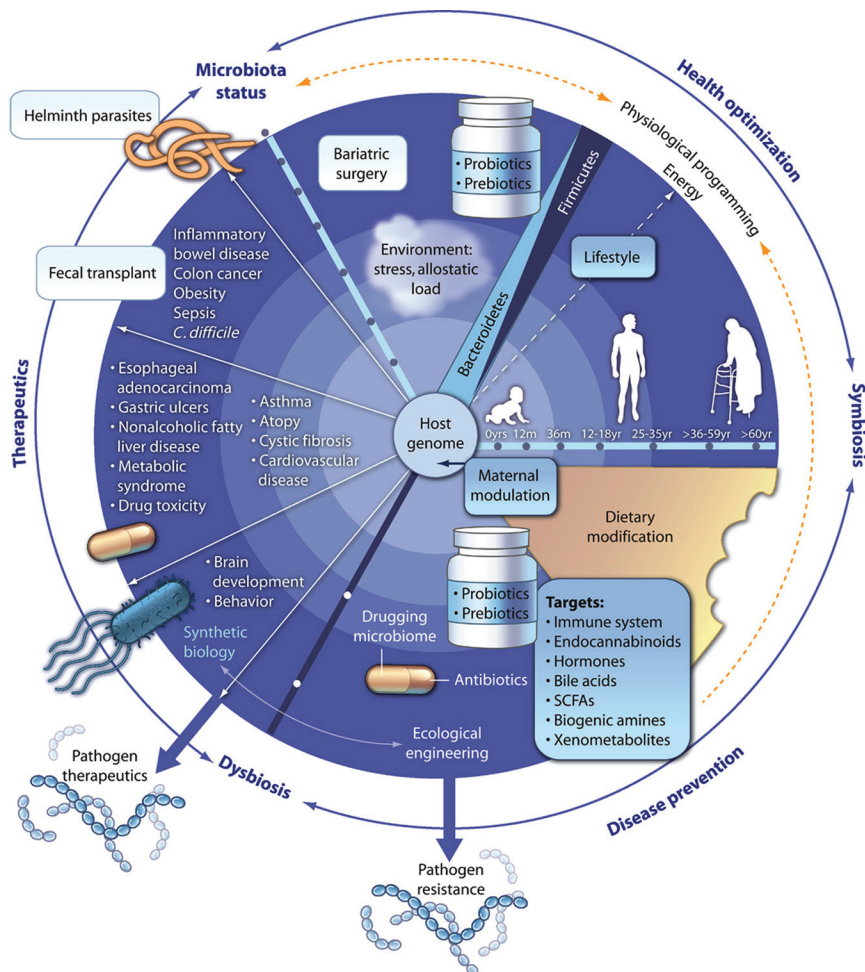 Microbiota
status
Health optimization
Helminth parasites
Physiological programming
Energy
Bariatric
surgery
• Probiotics
• Prebiotics
Firmicutes
Bacteroidetes
Inflammatory
bowel disease
Colon cancer
Obesity
Sepsis
C. difficile
Fecal transplant
Environment:
stress, allostatic
load
Lifestyle
Therapeutics
• Esophageal
adenocarcinoma
• Gastric ulcers
• Nonalcoholic fatty
liver disease
• Metabolic
syndrome
• Drug toxicity
• Asthma
• Atopy
• Cystic fibrosis
• Cardiovascular
disease
Host
genome
0yrs 12m 36m 12-18yr 25-35yr >36-59yr >60yr
Symbiosis
Maternal
modulation
Dietary
modification
• Brain
development
• Behavior
Synthetic
biology
• Probiotics
• Prebiotics
Drugging
microbiome
Antibiotics
Targets:
• Immune system
• Endocannabinoids
• Hormones
• Bile acids
• SCFAs
• Biogenic amines
• Xenometabolites
Ecological
engineering
Pathogen
therapeutics
Dysbiosis
Disease prevention
Pathogen
resistance